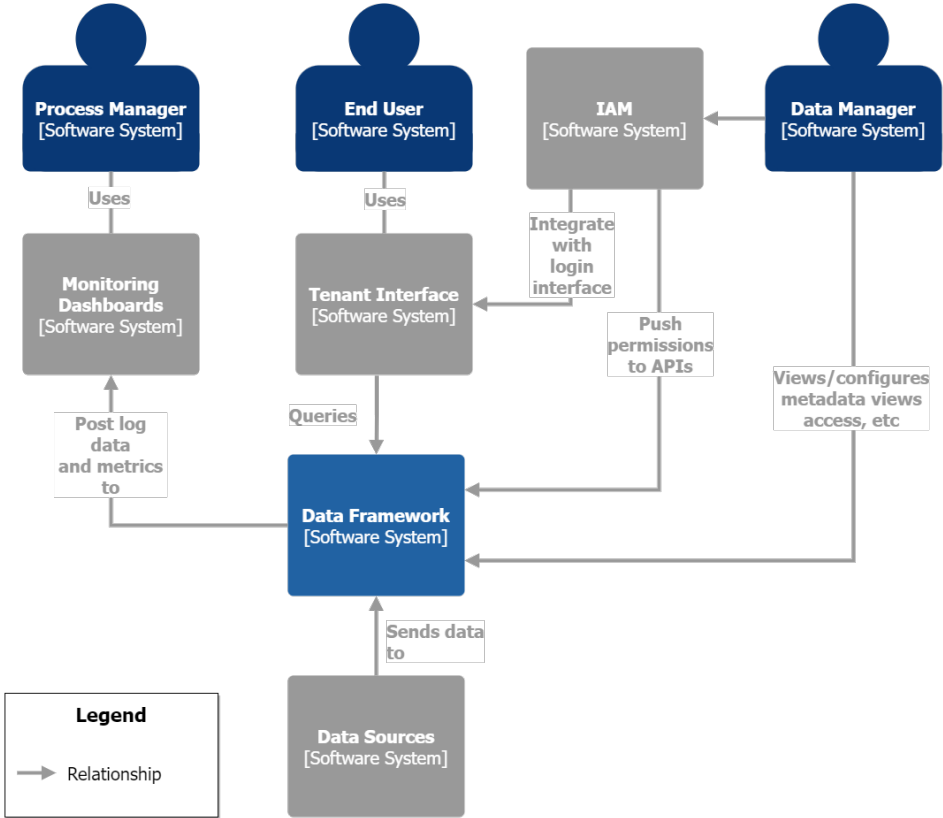 Process Manager
[Software System]
End User
[Software System]
IAM
[Software System]
Data Manager
[Software System]
Uses
Uses
Integrate
with
login
interface
Monitoring
Dashboards
[Software System]
Tenant Interface
[Software System]
Push
permissions
to APIs
Views/configures
metadata views
access, etc
Post log
data
and metrics
to
Queries
Data Framework
[Software System]
Sends data
to
Data Sources
[Software System]
Legend
Relationship